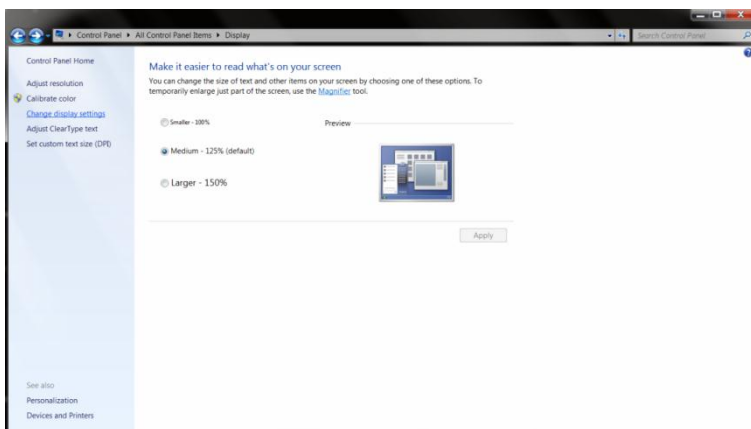 Control Panel ▸ All Control Panel Items ▸ Display
Search Control Panel
Control Panel Home
Adjust resolution
Calibrate color
Change display settings
Adjust ClearType text
Set custom text size (DPI)
Make it easier to read what's on your screen
You can change the size of text and other items on your screen by choosing one of these options. To
temporarily enlarge just part of the screen, use the Magnifier tool.
Smaller - 100%
Preview
Medium - 125% (default)
Larger - 150%
Apply
See also
Personalization
Devices and Printers